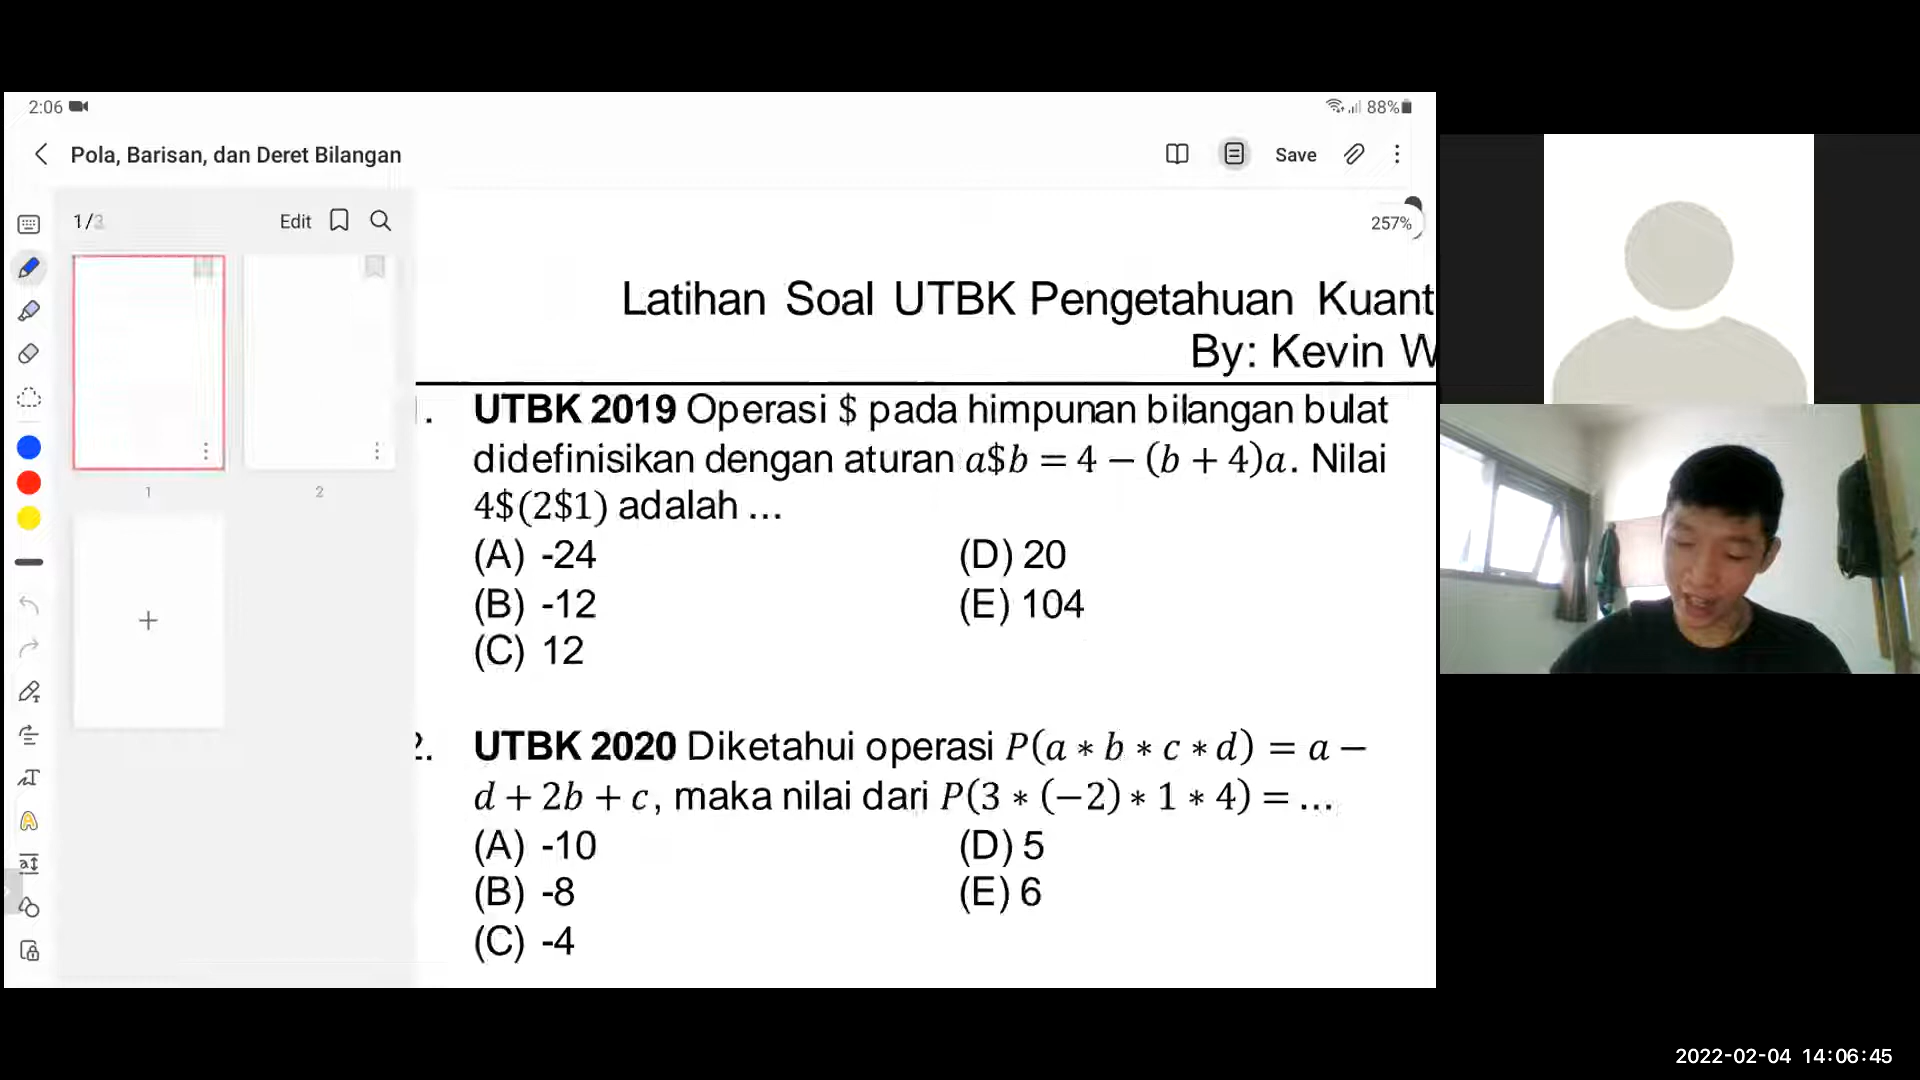 2:06
88%
Pola, Barisan, dan Deret Bilangan
Save
1/3
Edit
257%
1
2
Latihan Soal UTBK Pengetahuan Kuant
By: Kevin W
1. UTBK 2019 Operasi $ pada himpunan bilangan bulat
didefinisikan dengan aturan a$b = 4 − (b + 4)a. Nilai
4$(2$1) adalah ...
(A) -24
(D) 20
(B) -12
(E) 104
(C) 12
2. UTBK 2020 Diketahui operasi P(a ∗ b ∗ c ∗ d) = a −
d + 2b + c, maka nilai dari P(3 ∗ (−2) ∗ 1 ∗ 4) = ...
(A) -10
(D) 5
(B) -8
(E) 6
(C) -4
2022-02-04 14:06:45